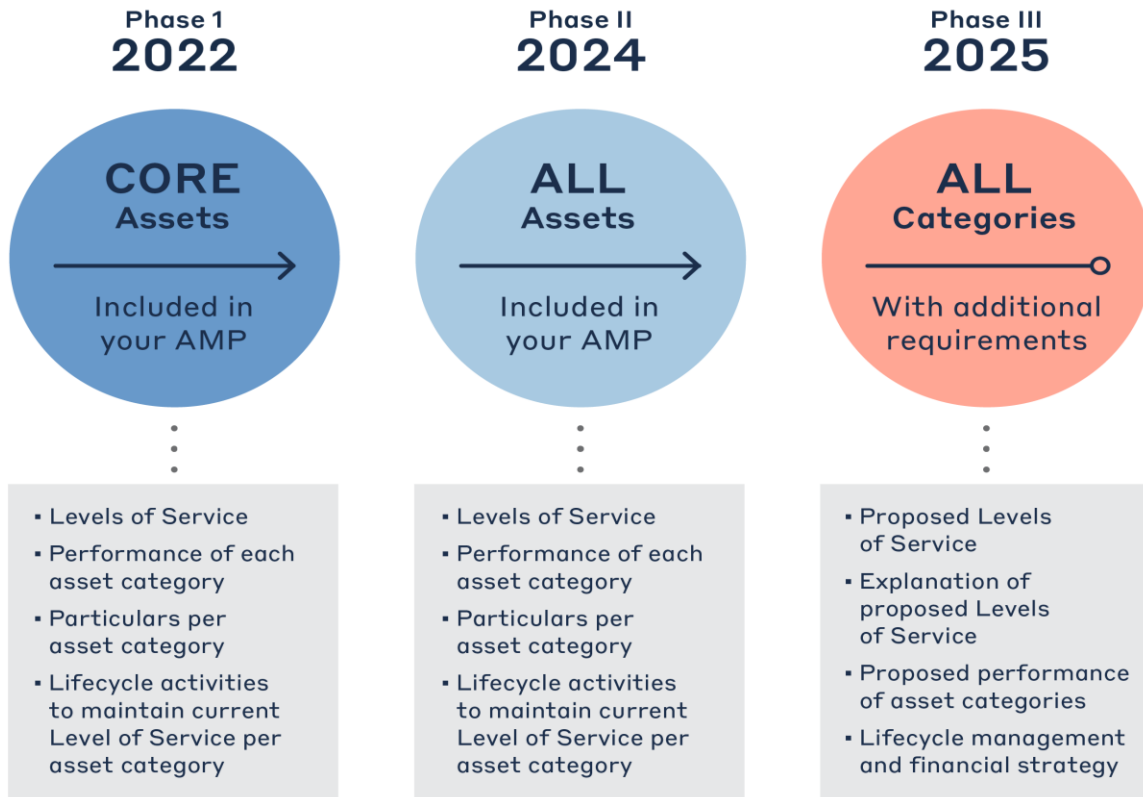 Phase 1
2022
CORE
Assets
Included in
your AMP
▪ Levels of Service
▪ Performance of each
asset category
▪ Particulars per
asset category
▪ Lifecycle activities
to maintain current
Level of Service per
asset category
Phase II
2024
ALL
Assets
Included in
your AMP
▪ Levels of Service
▪ Performance of each
asset category
▪ Particulars per
asset category
▪ Lifecycle activities
to maintain current
Level of Service per
asset category
Phase III
2025
ALL
Categories
With additional
requirements
▪ Proposed Levels
of Service
▪ Explanation of
proposed Levels
of Service
▪ Proposed performance
of asset categories
▪ Lifecycle management
and financial strategy